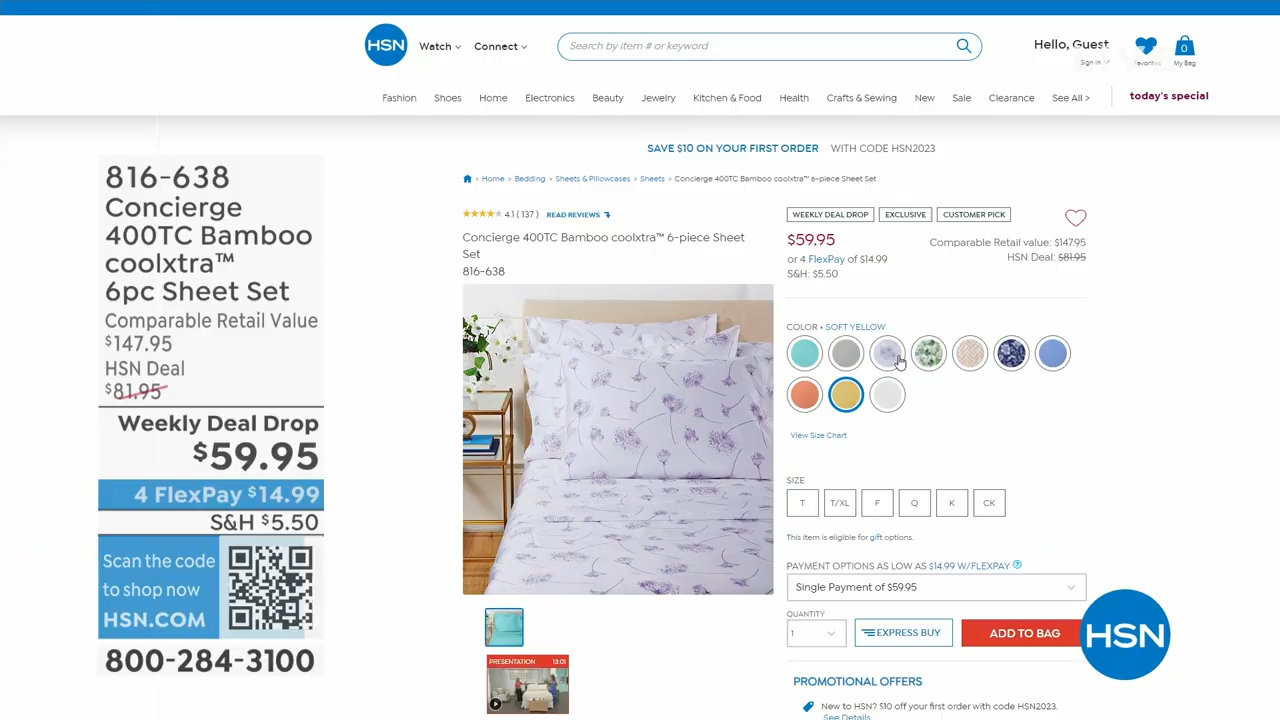 HSN
Watch
Connect
Search by item # or keyword
Hello, Guest
Sign In
Favorites
0
My Bag
Fashion
Shoes
Home
Electronics
Beauty
Jewelry
Kitchen & Food
Health
Crafts & Sewing
New
Sale
Clearance
See All >
today's special
SAVE $10 ON YOUR FIRST ORDER WITH CODE HSN2023
Home > Bedding > Sheets & Pillowcases > Sheets > Concierge 400TC Bamboo coolxtra™ 6-piece Sheet Set
816-638
Concierge
400TC Bamboo
coolxtra™
6pc Sheet Set
Comparable Retail Value
$147.95
HSN Deal
$81.95
Weekly Deal Drop
$59.95
4 FlexPay $14.99
S&H $5.50
Scan the code
to shop now
HSN.COM
800-284-3100
4.1 (137) READ REVIEWS
Concierge 400TC Bamboo coolxtra™ 6-piece Sheet
Set
816-638
PRESENTATION 13:01
WEEKLY DEAL DROP
EXCLUSIVE
CUSTOMER PICK
$59.95
or 4 FlexPay of $14.99
S&H: $5.50
Comparable Retail value: $147.95
HSN Deal: $81.95
COLOR • SOFT YELLOW
View Size Chart
SIZE
T
T/XL
F
Q
K
CK
This item is eligible for gift options.
PAYMENT OPTIONS AS LOW AS $14.99 W/FLEXPAY
Single Payment of $59.95
QUANTITY
1
EXPRESS BUY
ADD TO BAG
HSN
PROMOTIONAL OFFERS
New to HSN? $10 off your first order with code HSN2023.
See Details